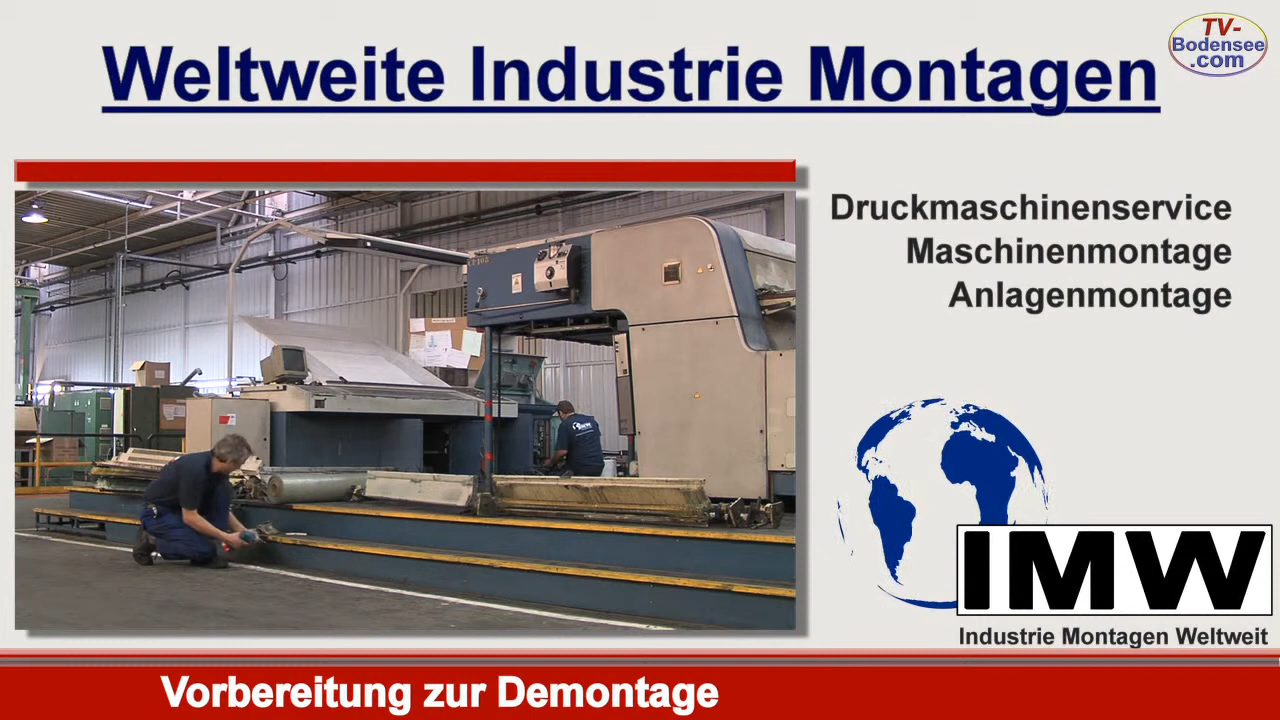 Weltweite Industrie Montagen
TV-
Bodensee
.com
Druckmaschinenservice
Maschinenmontage
Anlagenmontage
IMW
Industrie Montagen Weltweit
Vorbereitung zur Demontage